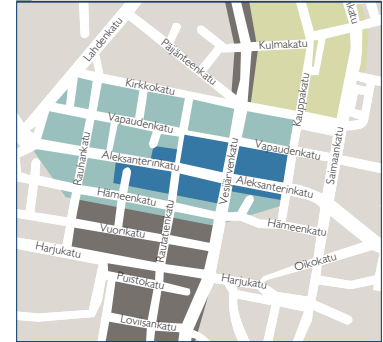 Lahdenkatu
Päijänteenkatu
Kulmakatu
Kirkkokatu
Kauppakatu
Vapaudenkatu
Vapaudenkatu
Rauhankatu
Aleksanterinkatu
Vesijärvenkatu
Saimaankatu
Aleksanterinkatu
Hämeenkatu
Hämeenkatu
Vuorikatu
Rautatienkatu
Harjukatu
Oikokatu
Puistokatu
Harjukatu
Loviisankatu